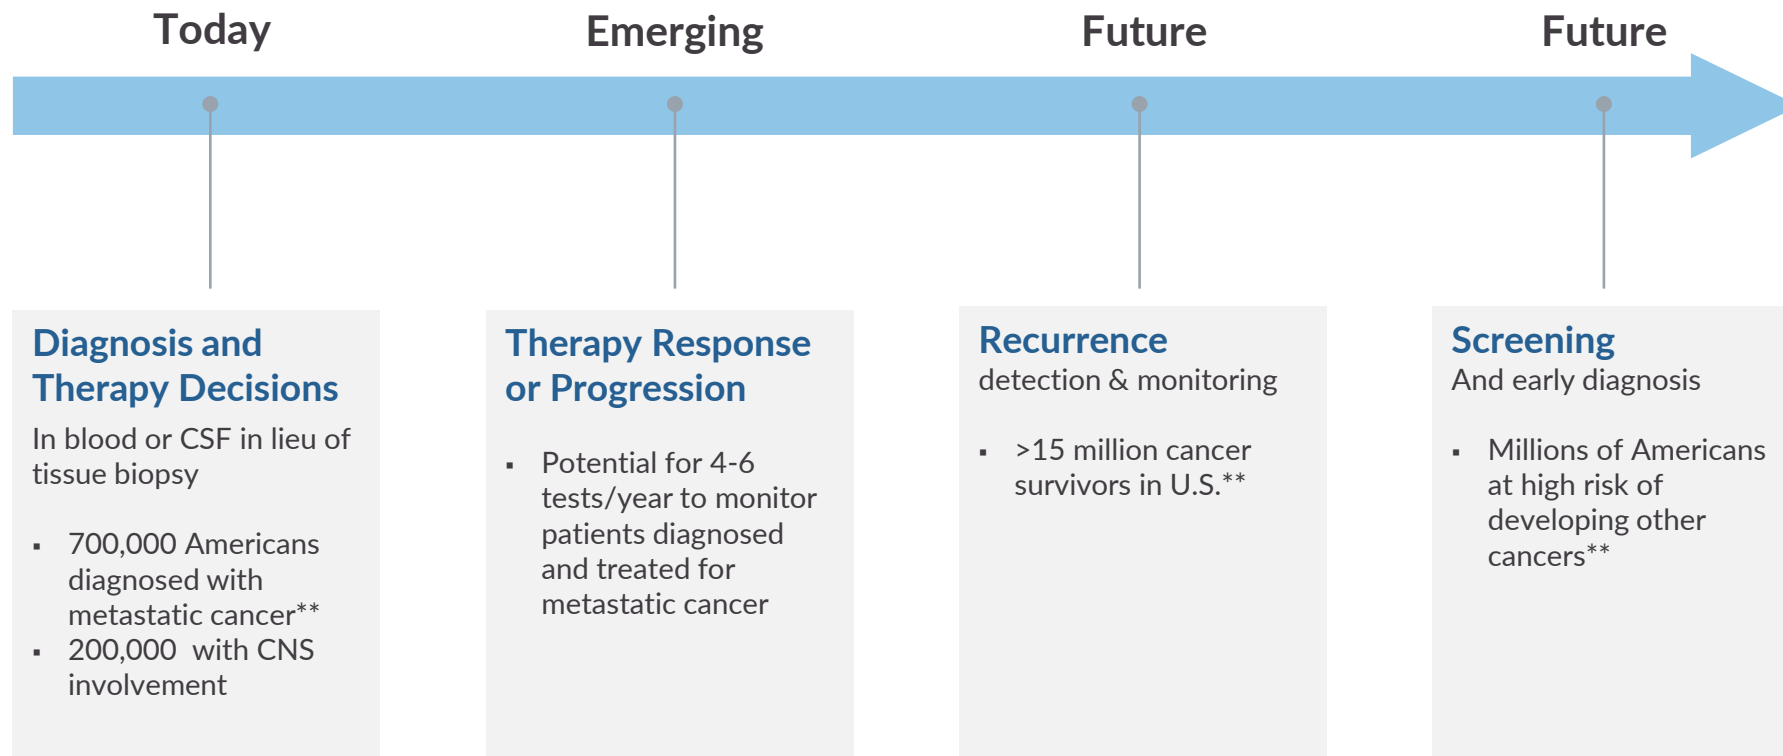 Today
Emerging
Future
Future
Diagnosis and
Therapy Decisions
In blood or CSF in lieu of
tissue biopsy
▪ 700,000 Americans
diagnosed with
metastatic cancer**
▪ 200,000  with CNS
involvement
Therapy Response
or Progression
▪ Potential for 4-6
tests/year to monitor
patients diagnosed
and treated for
metastatic cancer
Recurrence
detection & monitoring
▪ >15 million cancer
survivors in U.S.**
Screening
And early diagnosis
▪ Millions of Americans
at high risk of
developing other
cancers**